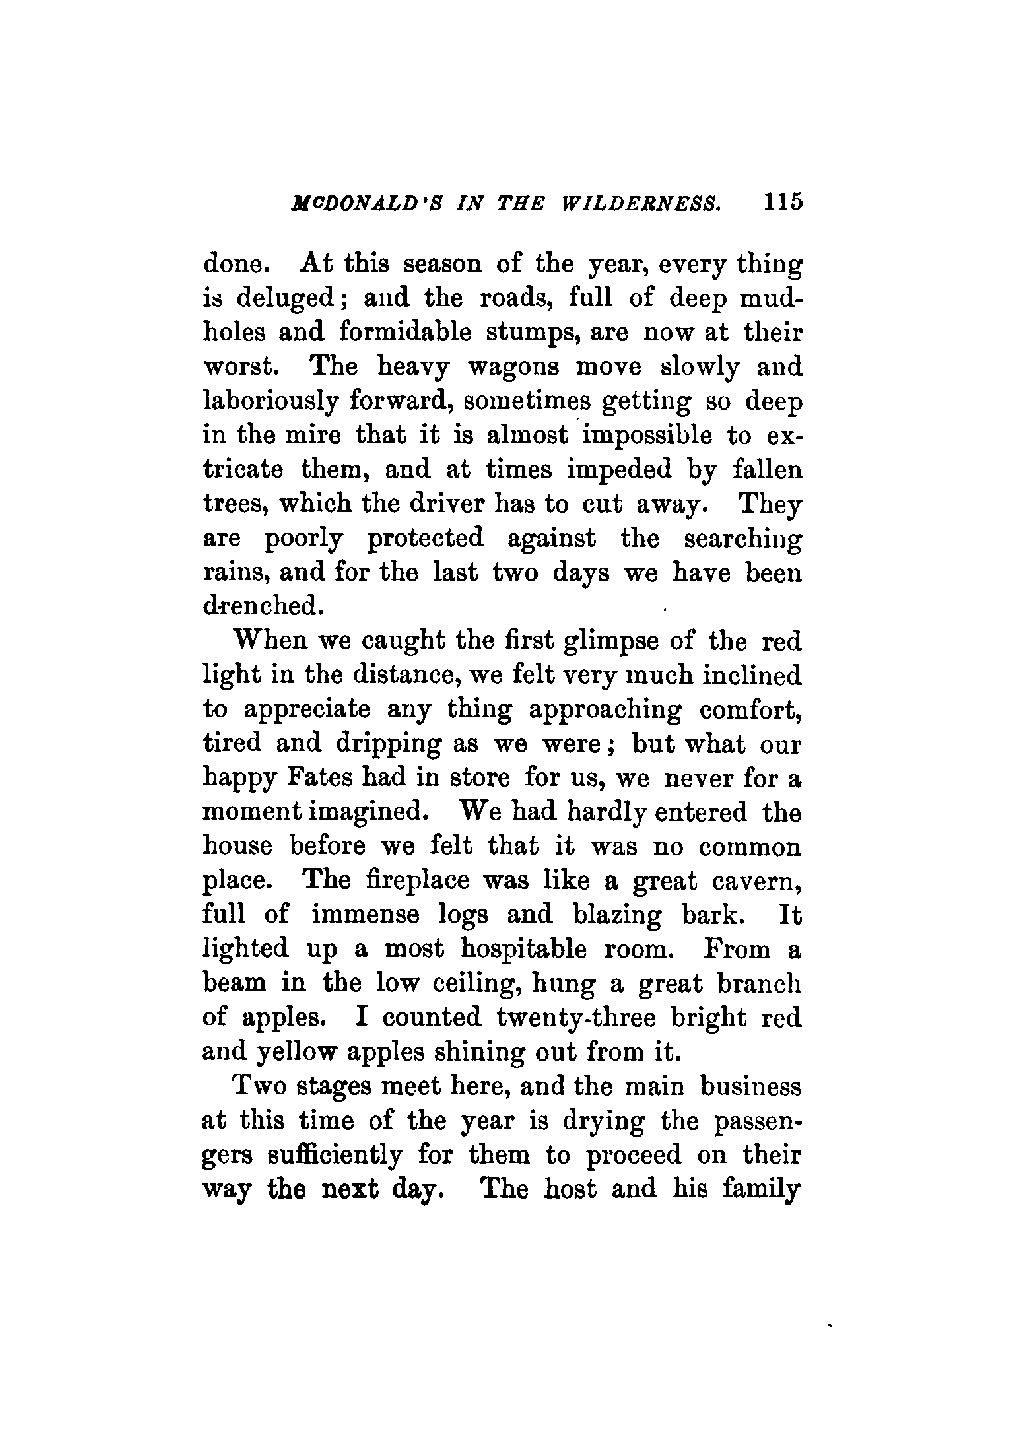 McDONALD'S IN THE WILDERNESS. 115
done. At this season of the year, every thing
is deluged; and the roads, full of deep mud-
holes and formidable stumps, are now at their
worst. The heavy wagons move slowly and
laboriously forward, sometimes getting so deep
in the mire that it is almost impossible to ex-
tricate them, and at times impeded by fallen
trees, which the driver has to cut away. They
are poorly protected against the searching
rains, and for the last two days we have been
drenched.
When we caught the first glimpse of the red
light in the distance, we felt very much inclined
to appreciate any thing approaching comfort,
tired and dripping as we were; but what our
happy Fates had in store for us, we never for a
moment imagined. We had hardly entered the
house before we felt that it was no common
place. The fireplace was like a great cavern,
full of immense logs and blazing bark. It
lighted up a most hospitable room. From a
beam in the low ceiling, hung a great branch
of apples. I counted twenty-three bright red
and yellow apples shining out from it.
Two stages meet here, and the main business
at this time of the year is drying the passen-
gers sufficiently for them to proceed on their
way the next day. The host and his family